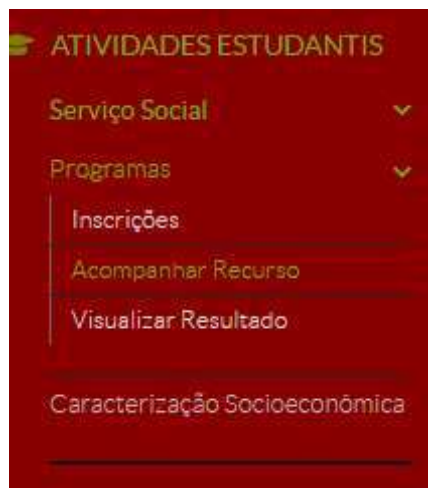 ATIVIDADES ESTUDANTIS
Serviço Social
Programas
Inscrições
Acompanhar Recurso
Visualizar Resultado
Caracterização Socioeconômica